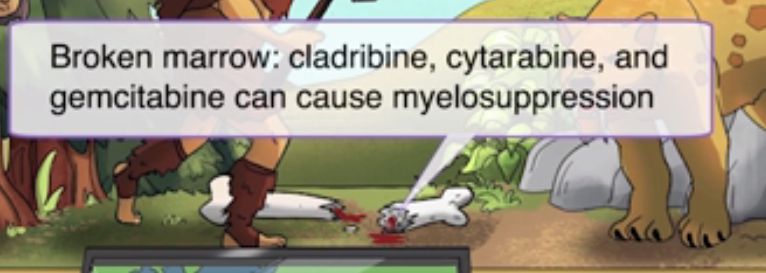 Broken marrow: cladribine, cytarabine, and
gemcitabine can cause myelosuppression